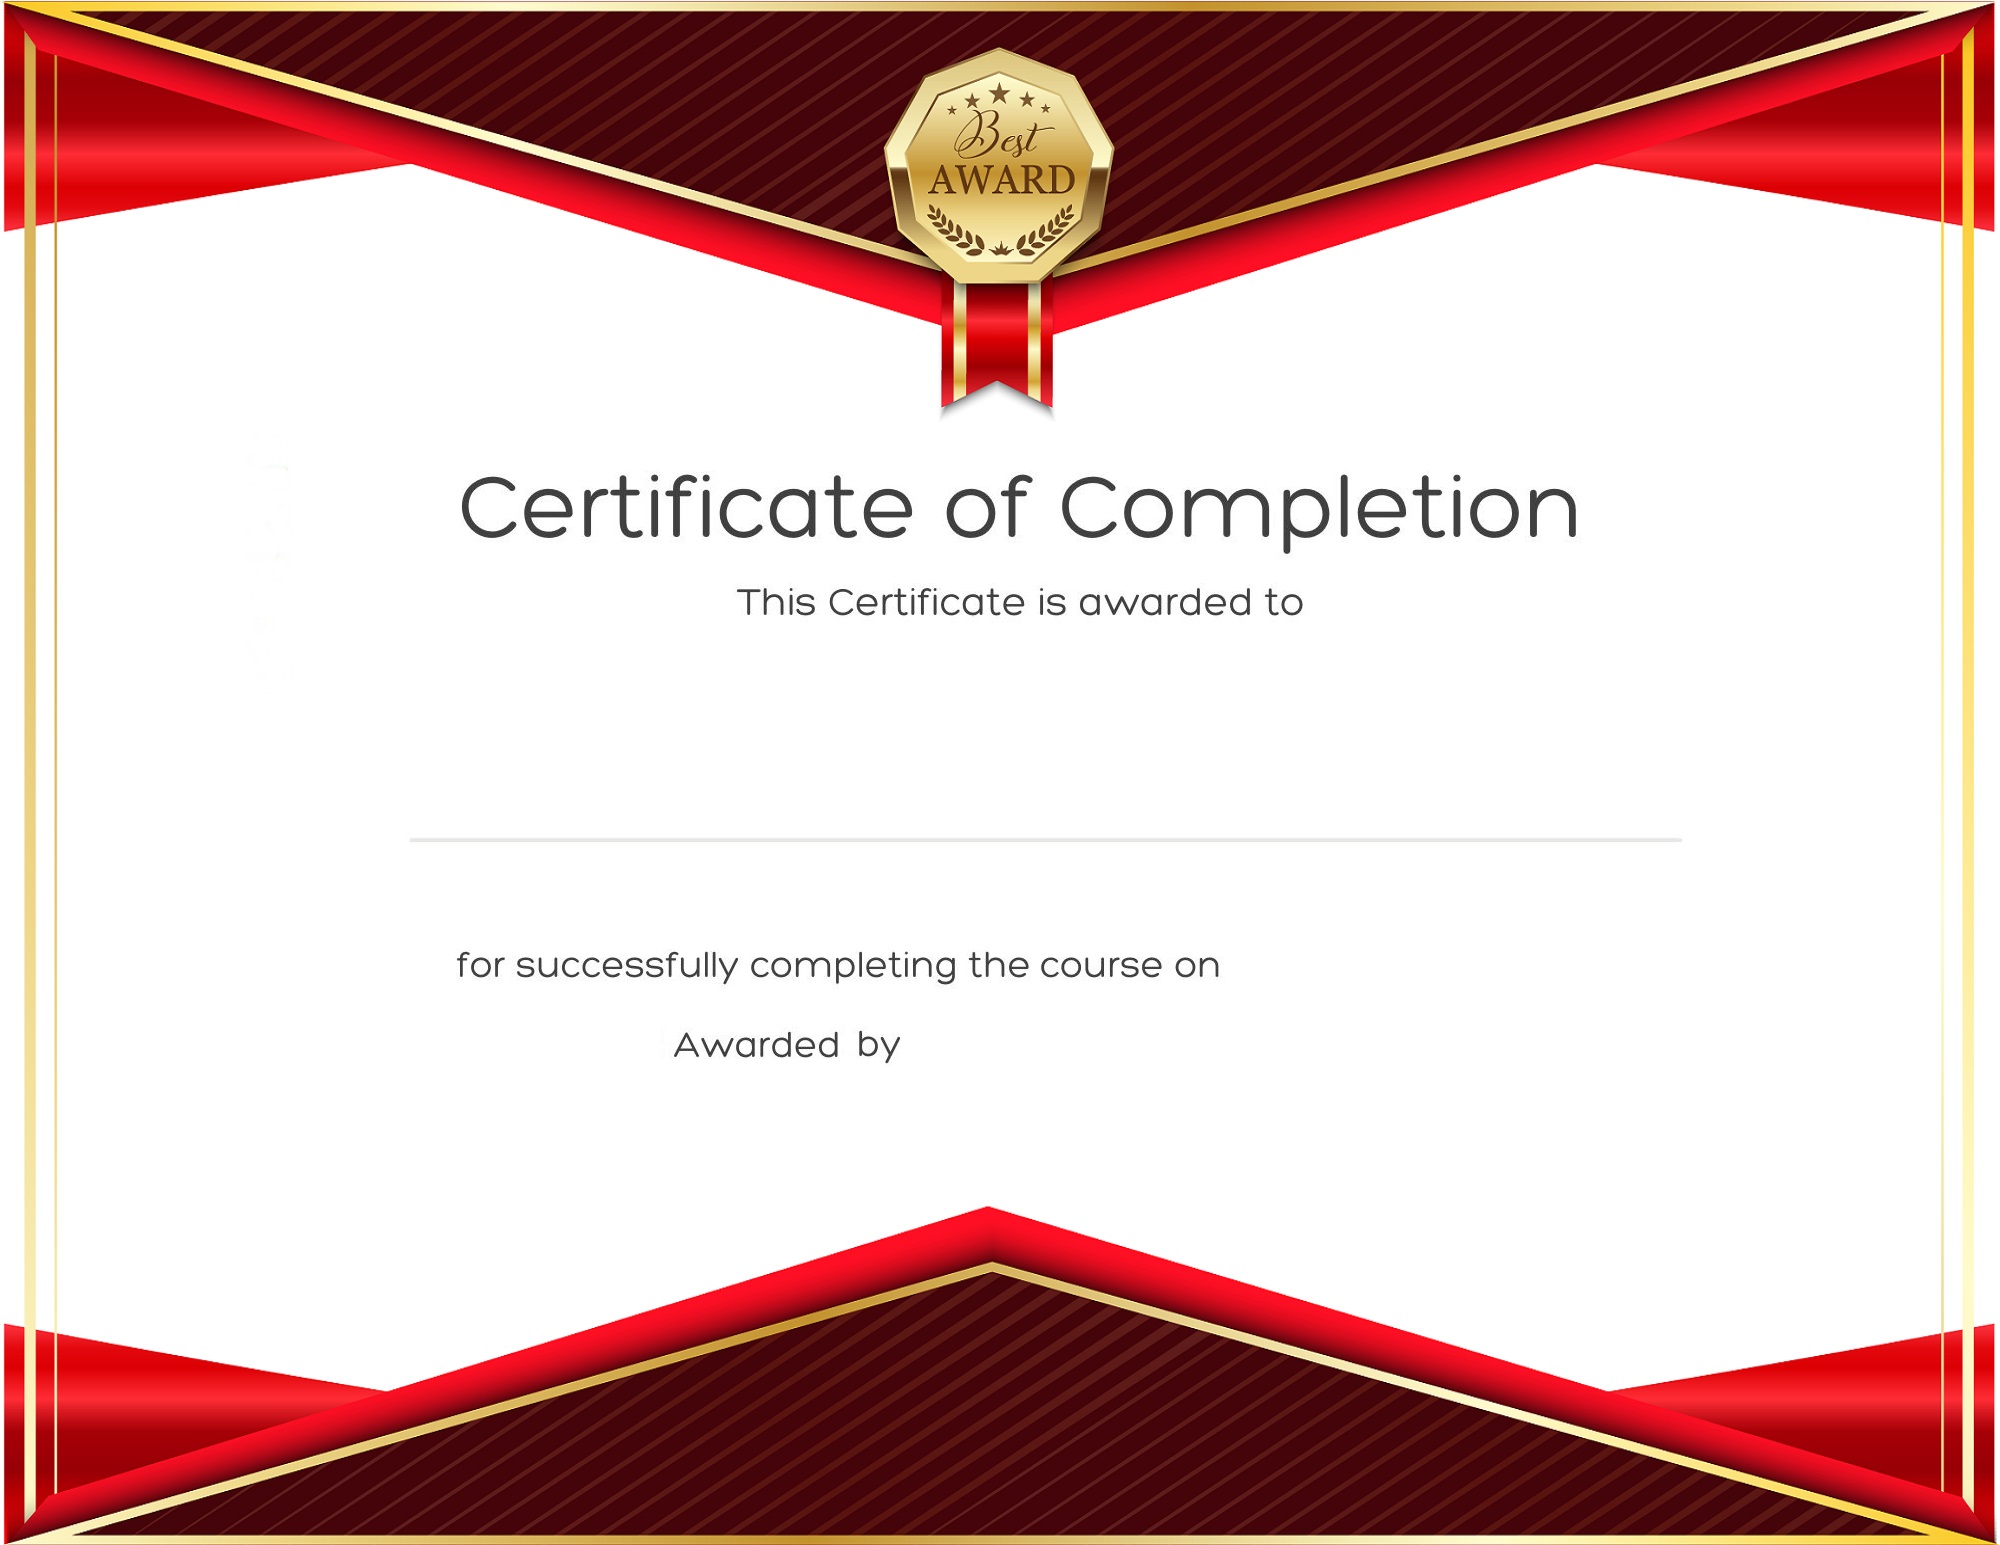 Best
AWARD
Certificate of Completion
This Certificate is awarded to
for successfully completing the course on
Awarded by